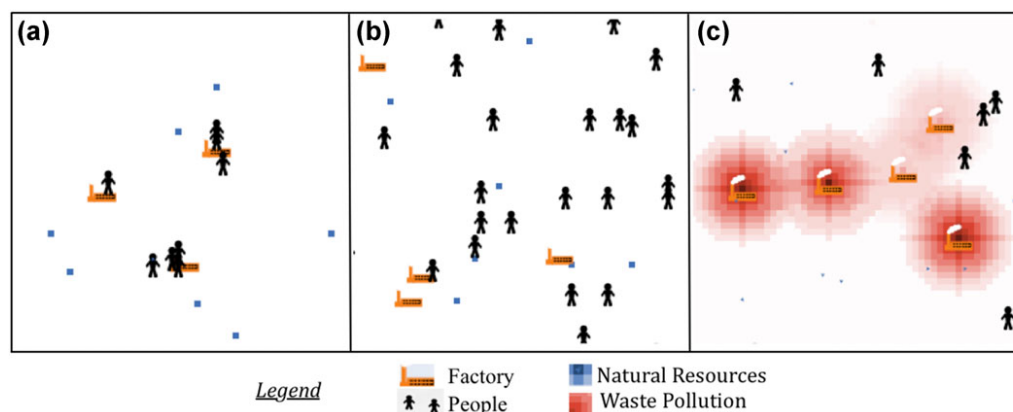 (a)
(b)
(c)
Legend
Factory
People
Natural Resources
Waste Pollution